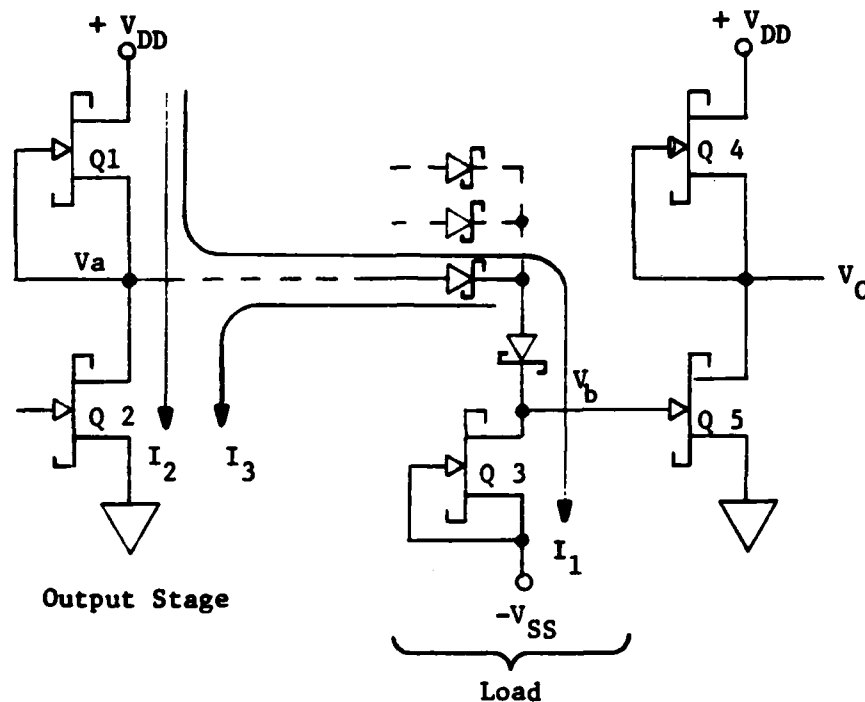 + V_DD
+ V_DD
Q1
Q 4
Va
V_O
V_b
Q 2
Q 3
Q 5
I_2
I_3
I_1
Output Stage
-V_SS
Load